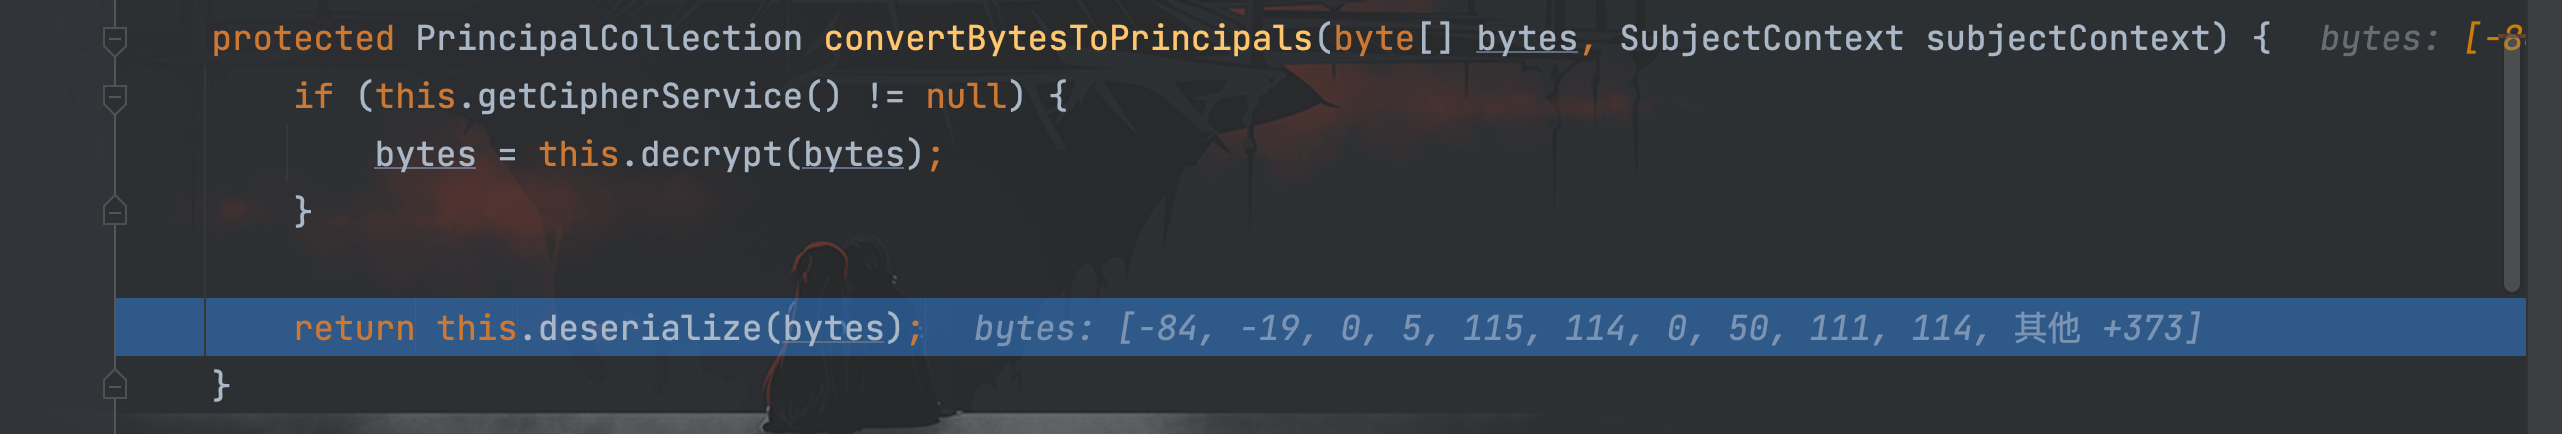 protected PrincipalCollection convertBytesToPrincipals(byte[] bytes, SubjectContext subjectContext) {   bytes: [-8
if (this.getCipherService() != null) {
bytes = this.decrypt(bytes);
}
return this.deserialize(bytes);   bytes: [-84, -19, 0, 5, 115, 114, 0, 50, 111, 114, 其他 +373]
}